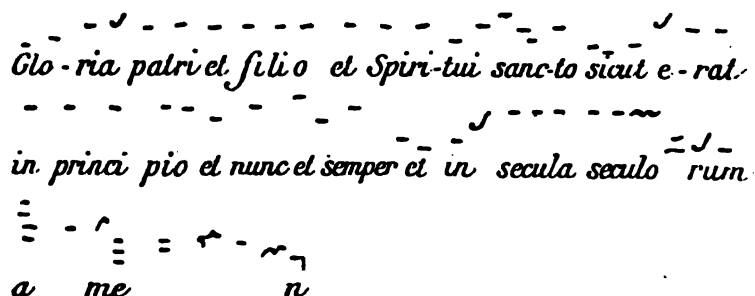 Glo - ria patri et filio et Spiri-tui sanc-to sicut e - rat
in princi pio et nunc et semper et in secula seculo rum
a me n